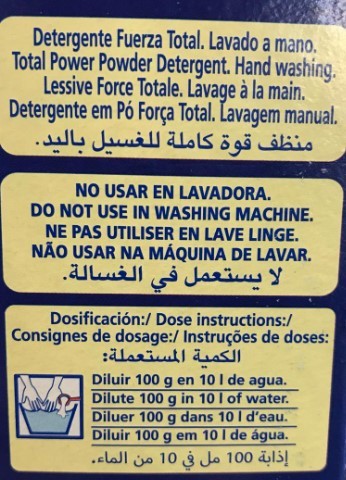 Detergente Fuerza Total. Lavado a mano.
Total Power Powder Detergent. Hand washing.
Lessive Force Totale. Lavage à la main.
Detergente em Pó Força Total. Lavagem manual.
منظف قوة كاملة للغسيل باليد.
NO USAR EN LAVADORA.
DO NOT USE IN WASHING MACHINE.
NE PAS UTILISER EN LAVE LINGE.
NÃO USAR NA MÁQUINA DE LAVAR.
لا يستعمل في الغسالة.
Dosificación:/ Dose instructions:/
Consignes de dosage:/ Instruções de doses:
الكمية المستعملة:
Diluir 100 g en 10 l de agua.
Dilute 100 g in 10 l of water.
Diluer 100 g dans 10 l d'eau.
Diluir 100 g em 10 l de água.
إذابة 100 مل في 10 من الماء.